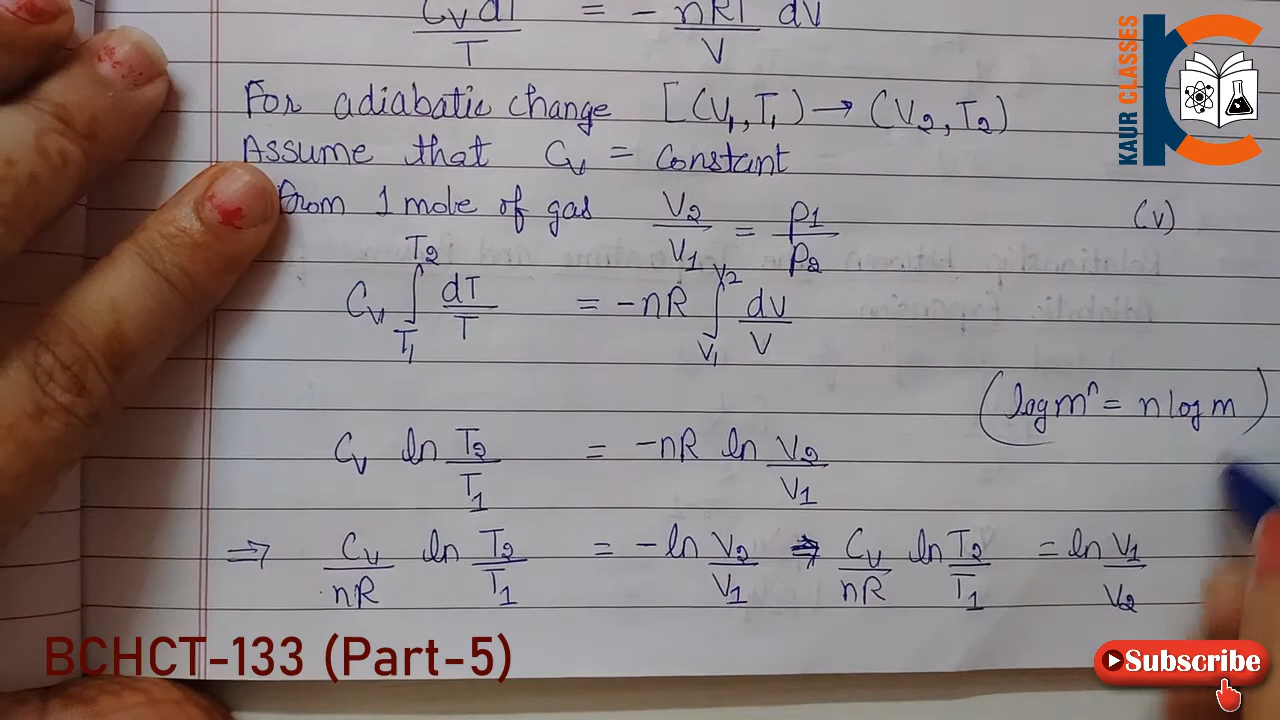 Cv dT/T = - nRT/V dV
For adiabatic change [(V₁,T₁) → (V₂,T₂)
Assume that Cv = Constant
from 1 mole of gas V₂/V₁ = P₁/P₂ (v)
Cv ∫T₁T₂ dT/T = -nR ∫V₁V₂ dV/V
(log mⁿ = n log m)
Cv ln T₂/T₁ = -nR ln V₂/V₁
⇒ Cv/nR ln T₂/T₁ = -ln V₂/V₁ ⇒ Cv/nR ln T₂/T₁ = ln V₁/V₂
BCHCT-133 (Part-5)
KAUR CLASSES
Subscribe